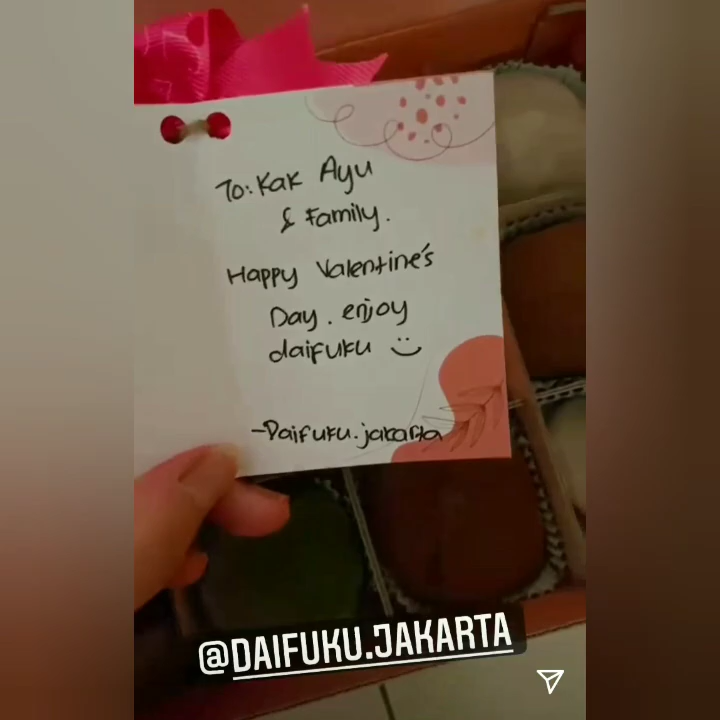 To: Kak Ayu
& Family.
Happy Valentine's
Day. enjoy
daifuku :)
-Daifuku.jakarta
@DAIFUKU.JAKARTA